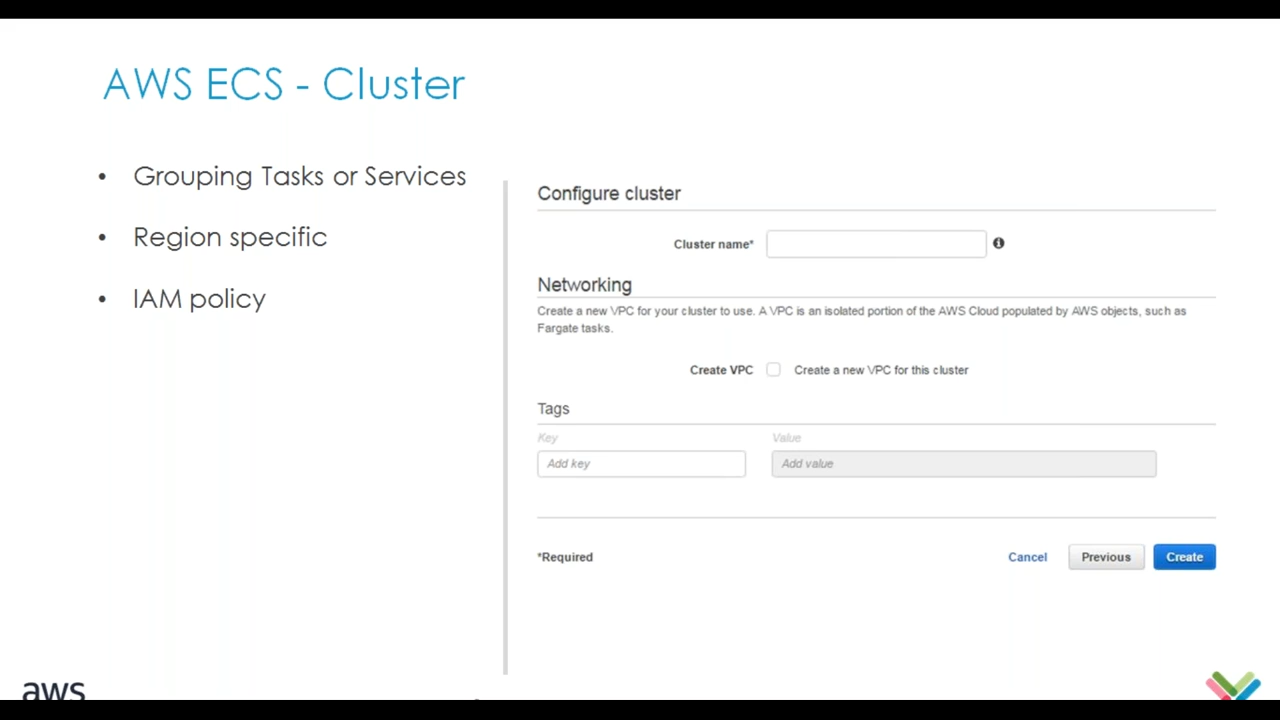 AWS ECS - Cluster
• Grouping Tasks or Services
• Region specific
• IAM policy
Configure cluster
Cluster name*
Networking
Create a new VPC for your cluster to use. A VPC is an isolated portion of the AWS Cloud populated by AWS objects, such as
Fargate tasks.
Create VPC Create a new VPC for this cluster
Tags
Key Value
Add key Add value
*Required Cancel Previous Create
aws